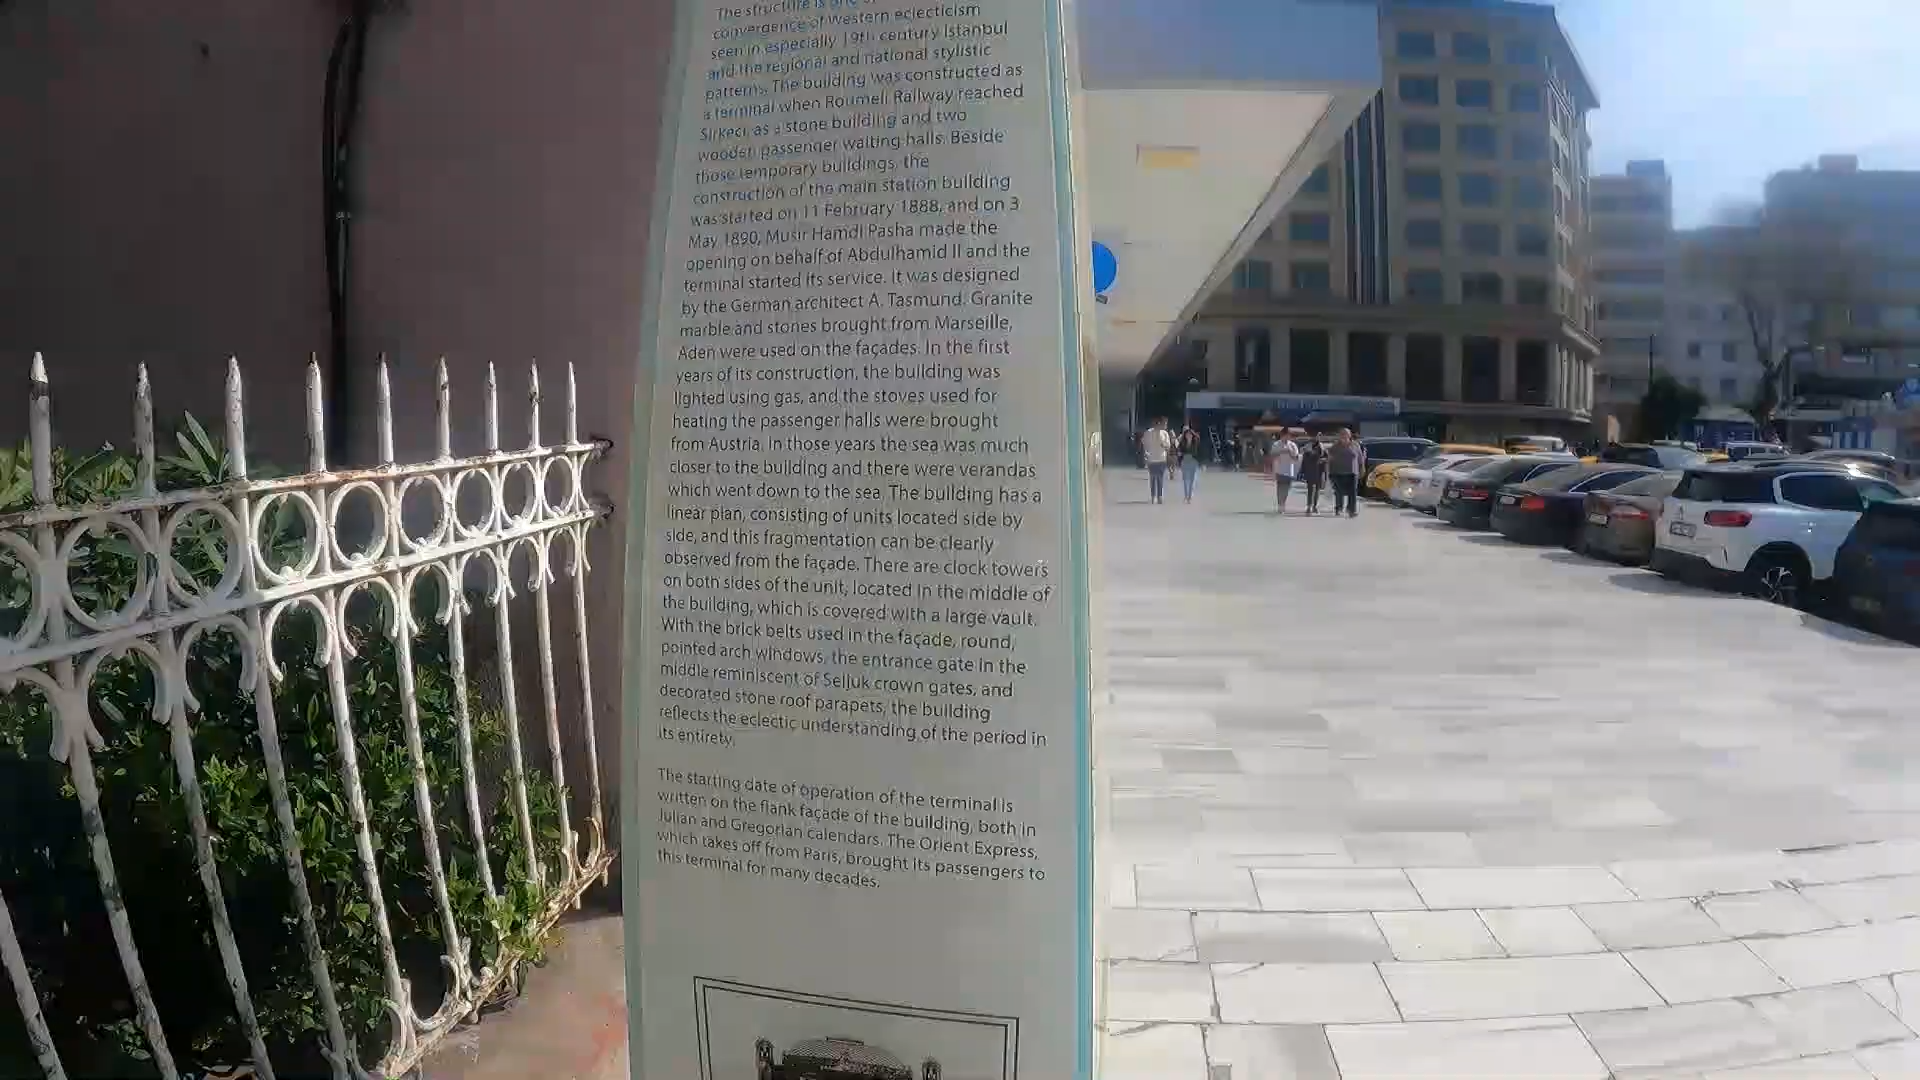 The structure is one of
convergence of Western eclecticism
seen in especially 19th century Istanbul
and the regional and national stylistic
patterns. The building was constructed as
a terminal when Roumeli Railway reached
Sirkeci, as a stone building and two
wooden passenger waiting halls. Beside
those temporary buildings, the
construction of the main station building
was started on 11 February 1888, and on 3
May 1890, Musir Hamdi Pasha made the
opening on behalf of Abdulhamid II and the
terminal started its service. It was designed
by the German architect A. Tasmund. Granite
marble and stones brought from Marseille,
Aden were used on the façades. In the first
years of its construction, the building was
lighted using gas, and the stoves used for
heating the passenger halls were brought
from Austria. In those years the sea was much
closer to the building and there were verandas
which went down to the sea. The building has a
linear plan, consisting of units located side by
side, and this fragmentation can be clearly
observed from the façade. There are clock towers
on both sides of the unit, located in the middle of
the building, which is covered with a large vault.
With the brick belts used in the façade, round,
pointed arch windows, the entrance gate in the
middle reminiscent of Seljuk crown gates, and
decorated stone roof parapets, the building
reflects the eclectic understanding of the period in
its entirety.
The starting date of operation of the terminal is
written on the flank façade of the building, both in
Julian and Gregorian calendars. The Orient Express,
which takes off from Paris, brought its passengers to
this terminal for many decades.